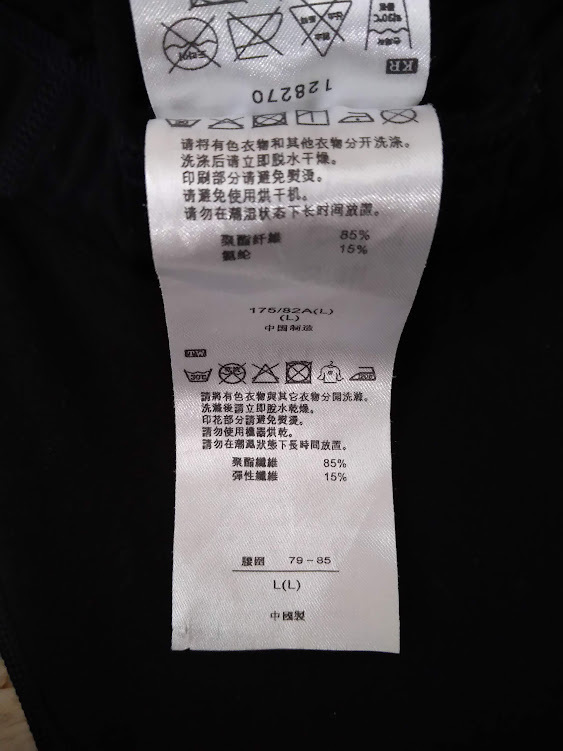 KR
128270
请将有色衣物和其他衣物分开洗涤。
洗涤后请立即脱水干燥。
印刷部分请避免熨烫。
请避免使用烘干机。
请勿在潮湿状态下长时间放置。
聚酯纤维 85%
氨纶 15%
175/82A(L)
(L)
中国制造
請將有色衣物與其它衣物分開洗滌。
洗滌後請立即脫水乾燥。
印花部分請避免熨燙。
請勿使用機器烘乾。
請勿在潮濕狀態下長時間放置。
聚酯纖維 85%
彈性纖維 15%
腰圍 79-85
L(L)
中國製